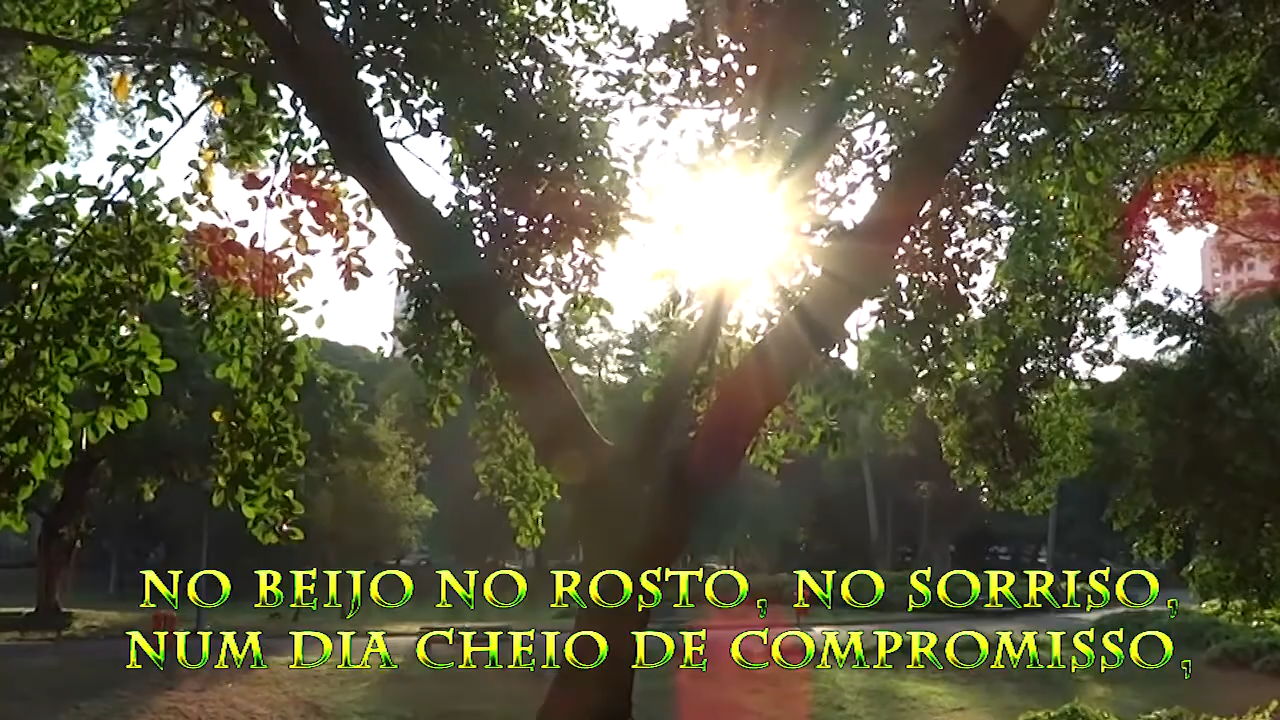 NO BEIJO NO ROSTO, NO SORRISO,
NUM DIA CHEIO DE COMPROMISSO,